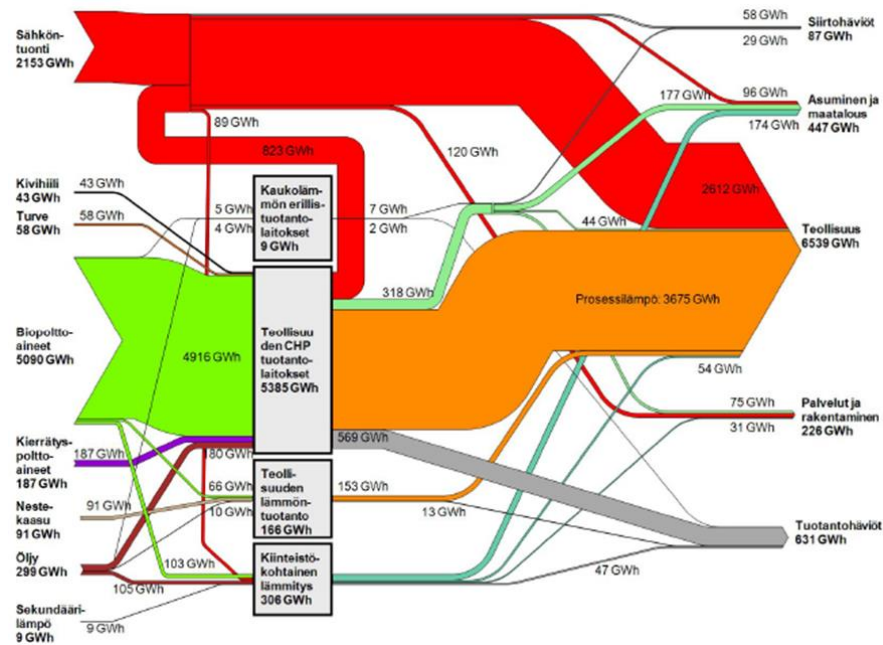 Sähkön-
tuonti
2153 GWh
58 GWh
Siirtohäviöt
87 GWh
29 GWh
177 GWh
96 GWh
Asuminen ja
maatalous
447 GWh
174 GWh
89 GWh
823 GWh
120 GWh
Kivihiili
43 GWh
43 GWh
Turve
58 GWh
58 GWh
5 GWh
4 GWh
Kaukoläm-
mön erillis-
tuotanto-
laitokset
9 GWh
7 GWh
2 GWh
44 GWh
2612 GWh
Teollisuus
6539 GWh
318 GWh
Prosessilämpö: 3675 GWh
Biopoltto-
aineet
5090 GWh
4916 GWh
Teollisuu
den CHP
tuotanto-
laitokset
5385 GWh
54 GWh
75 GWh
31 GWh
Palvelut ja
rakentaminen
226 GWh
Kierrätys-
poltto-
aineet
187 GWh
187 GWh
80 GWh
569 GWh
66 GWh
10 GWh
Teolli-
suuden
lämmön-
tuotanto
166 GWh
153 GWh
13 GWh
Neste-
kaasu
91 GWh
91 GWh
Tuotantohäviöt
631 GWh
Öljy
299 GWh
103 GWh
105 GWh
Kiinteistö-
kohtainen
lämmitys
306 GWh
47 GWh
Sekundääri-
lämpö
9 GWh
9 GWh